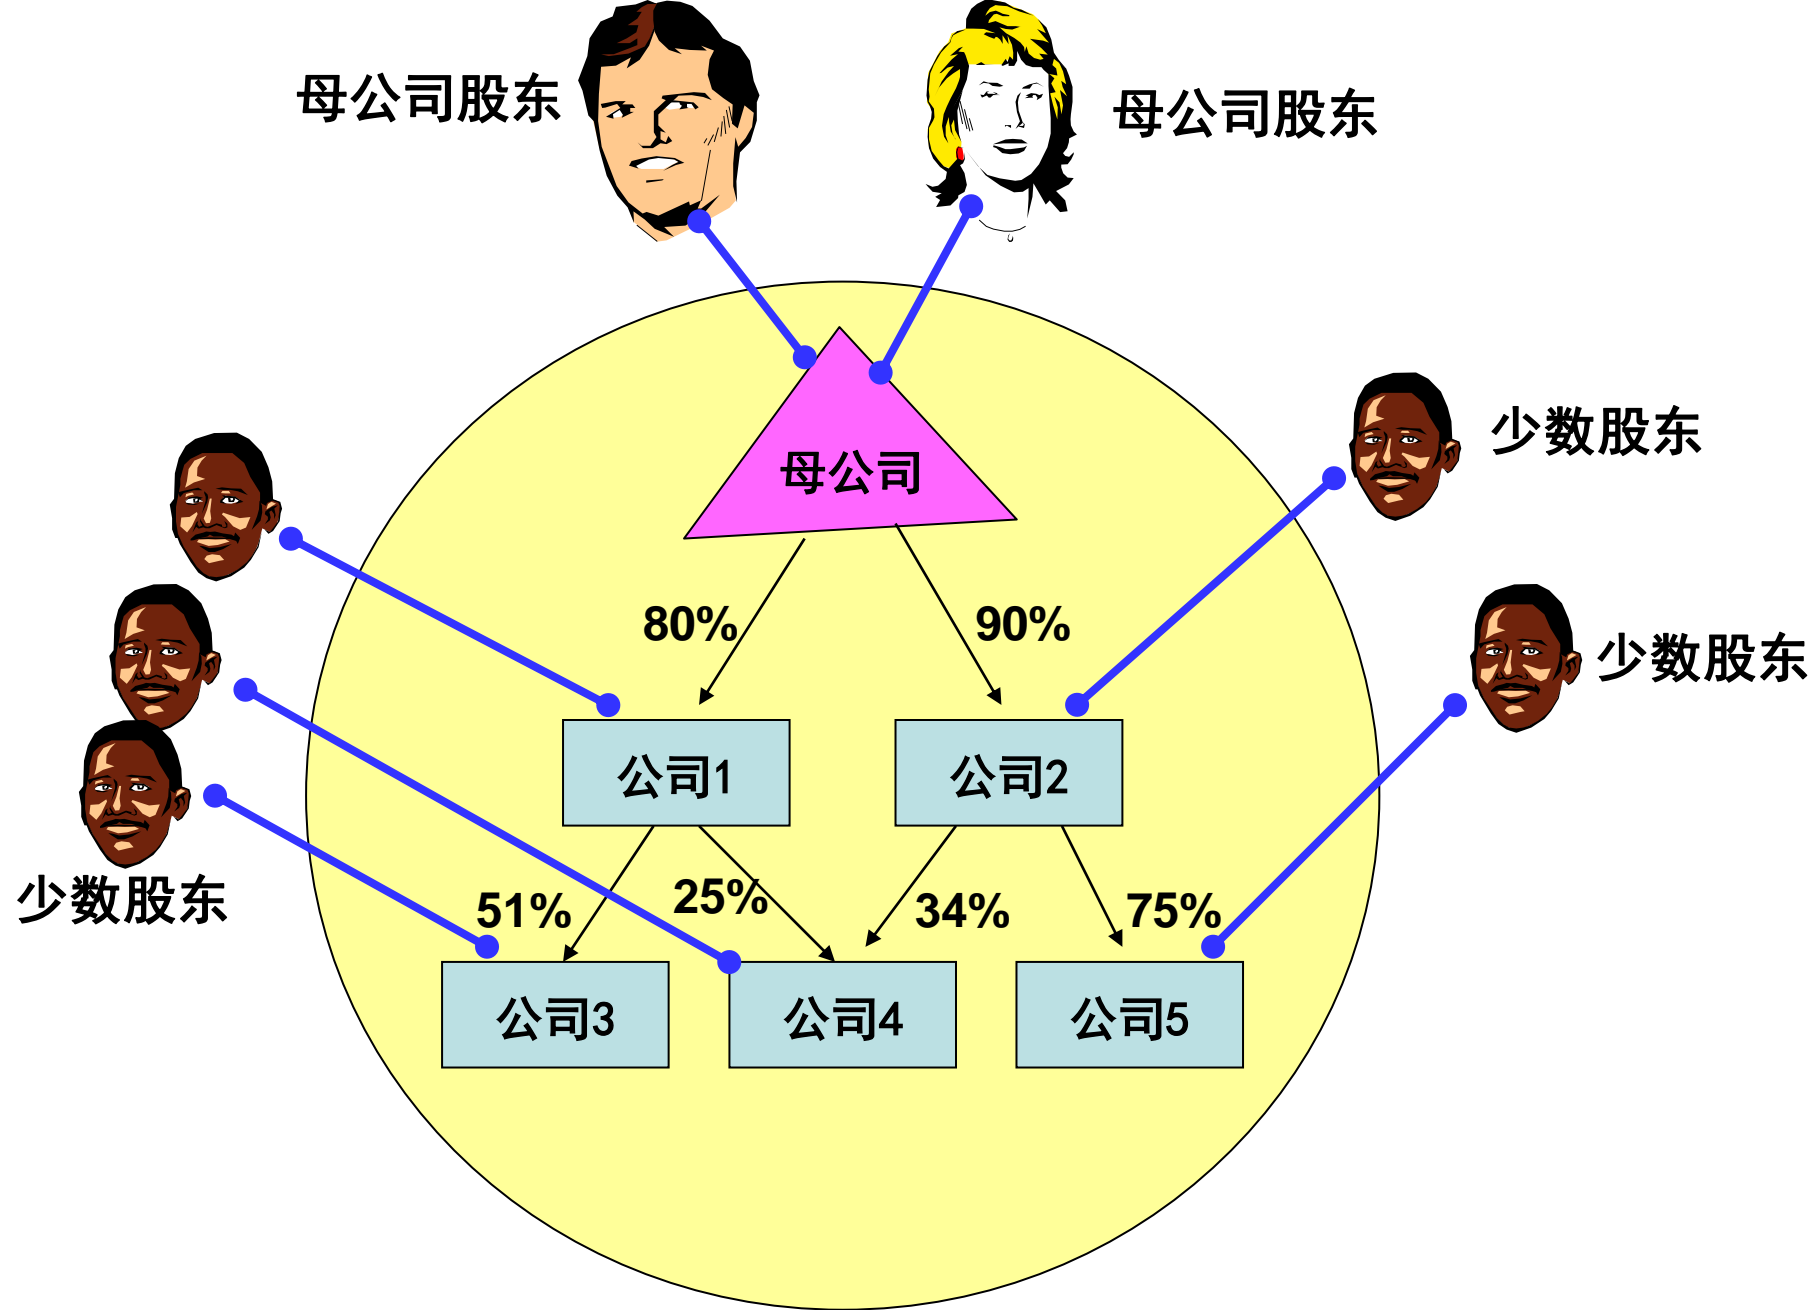 母公司股东
母公司股东
少数股东
母公司
80%
90%
少数股东
公司1
公司2
少数股东
51%
25%
34%
75%
公司3
公司4
公司5